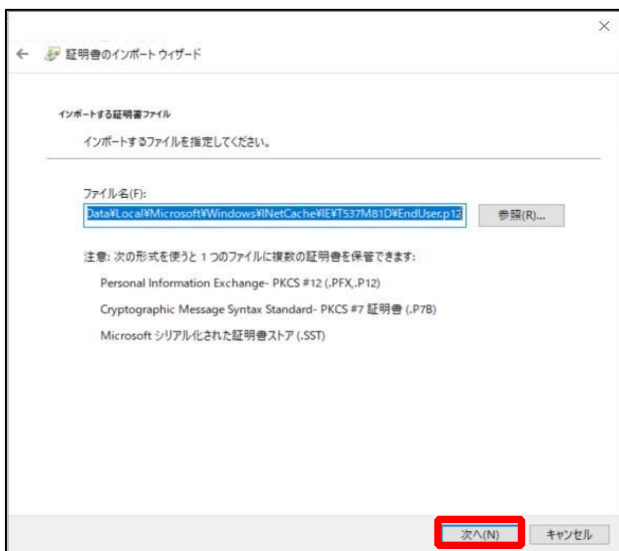 証明書のインポート ウィザード
インポートする証明書ファイル
インポートするファイルを指定してください。
ファイル名(F):
Data¥Local¥Microsoft¥Windows¥INetCache¥IE¥T537M81D¥EndUser.p12
参照(R)...
注意: 次の形式を使うと 1 つのファイルに複数の証明書を保管できます:
Personal Information Exchange- PKCS #12 (.PFX,.P12)
Cryptographic Message Syntax Standard- PKCS #7 証明書 (.P7B)
Microsoft シリアル化された証明書ストア (.SST)
次へ(N)
キャンセル